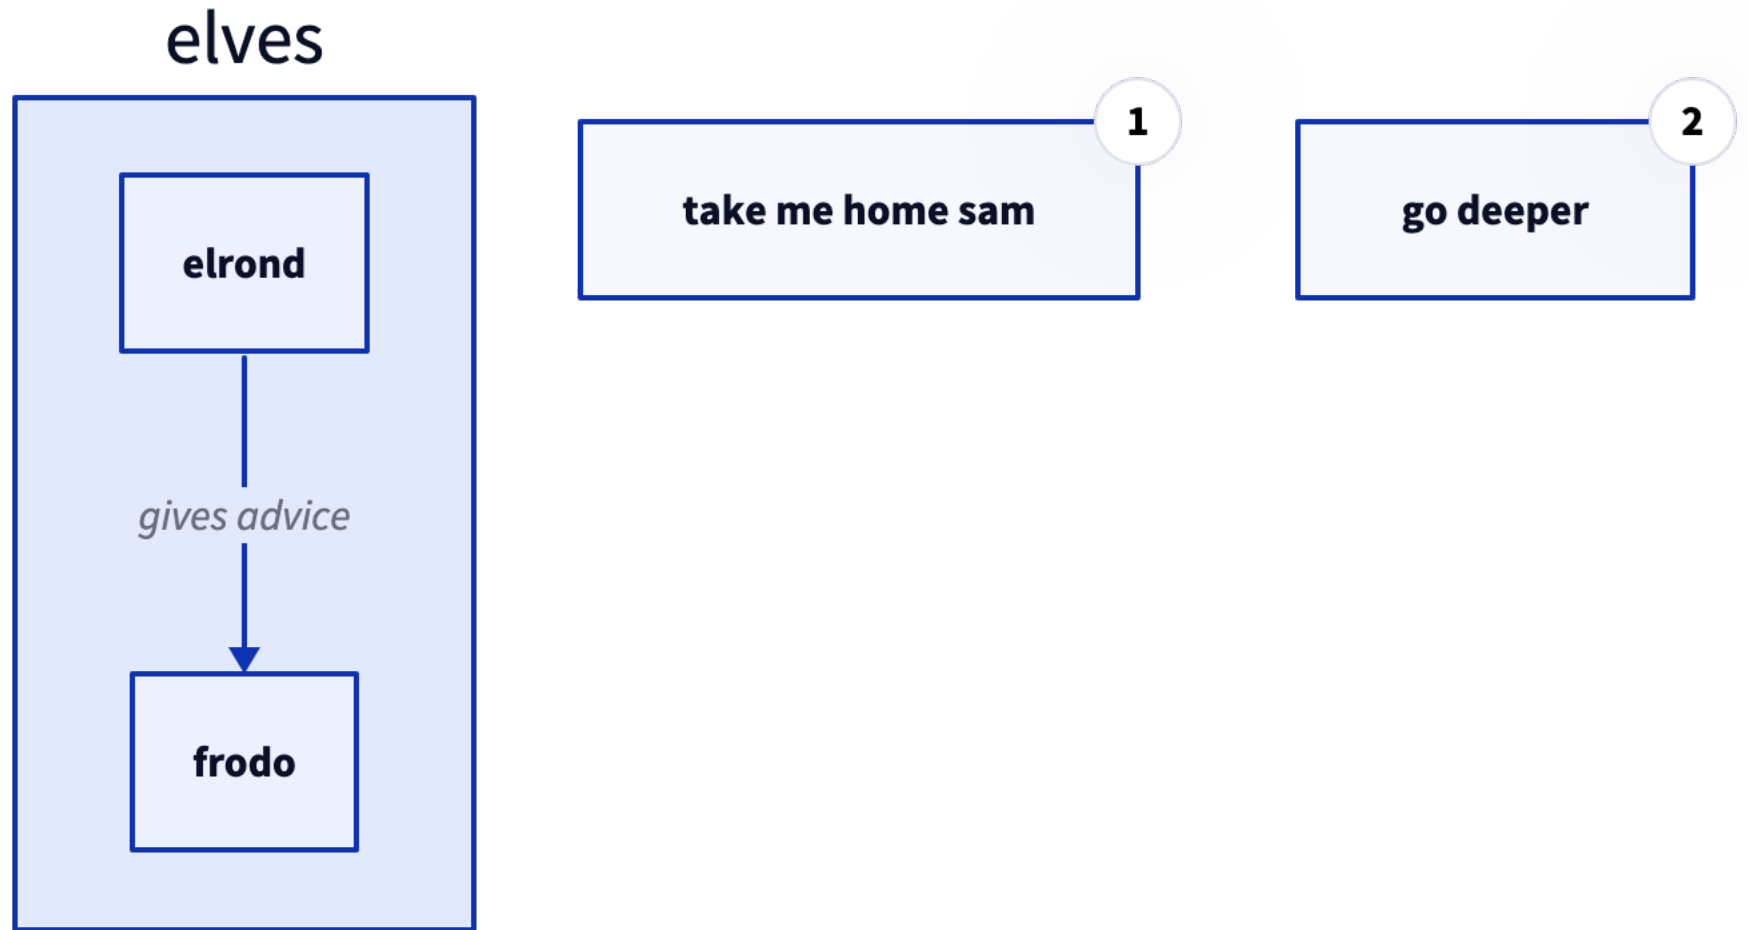 elves
elrond
gives advice
frodo
take me home sam
1
go deeper
2